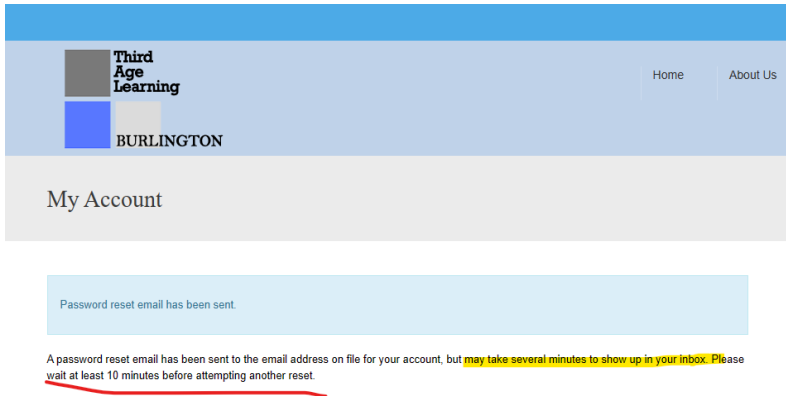 Third
Age
Learning
BURLINGTON
Home
About Us
My Account
Password reset email has been sent.
A password reset email has been sent to the email address on file for your account, but may take several minutes to show up in your inbox. Please
wait at least 10 minutes before attempting another reset.